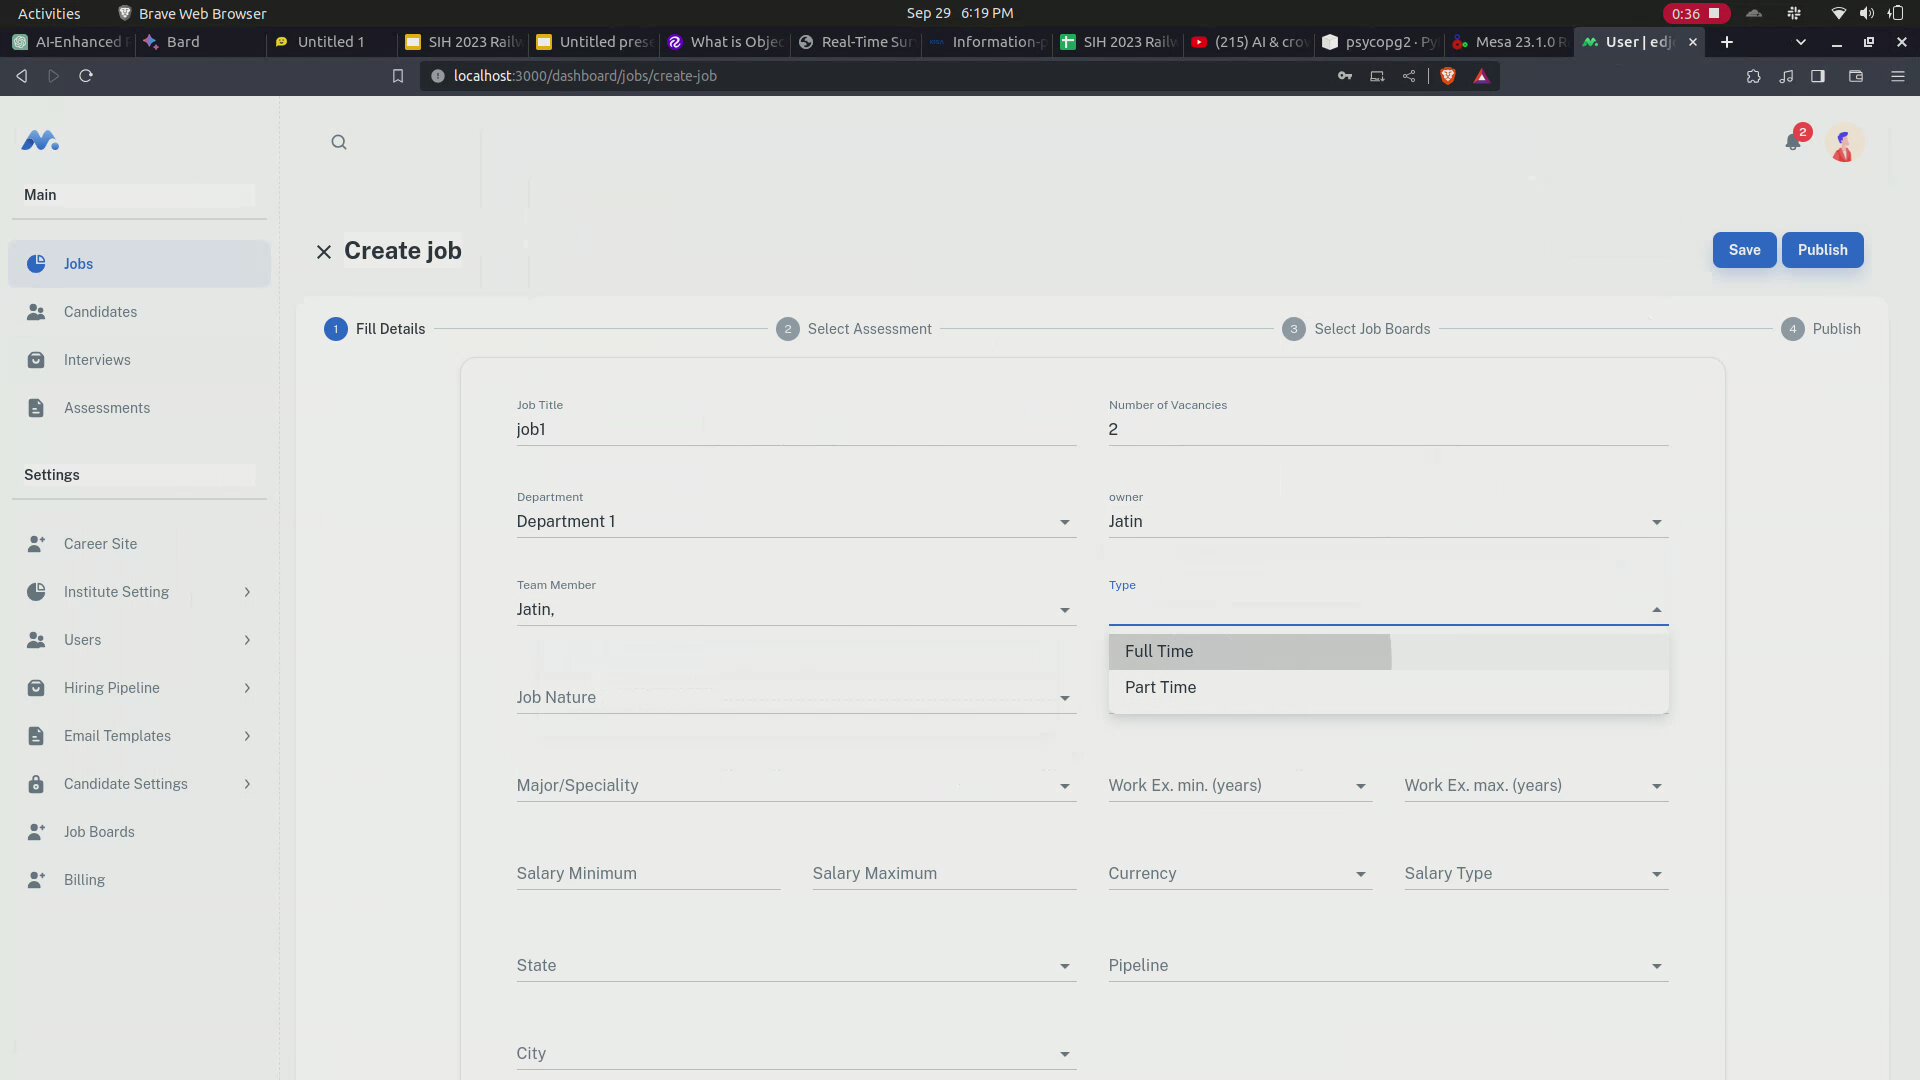 Activities Brave Web Browser Sep 29 6:19 PM 0:36
AI-Enhanced Bard Untitled 1 SIH 2023 Railw Untitled prese What is Objec Real-Time Sur Information-p SIH 2023 Railw (215) AI & crow psycopg2 · Py Mesa 23.1.0 R User | edj
localhost:3000/dashboard/jobs/create-job
2
Main
Create job
Save Publish
Jobs
1 Fill Details 2 Select Assessment 3 Select Job Boards 4 Publish
Candidates
Interviews
Assessments
Job Title Number of Vacancies
job1 2
Settings
Department owner
Department 1 Jatin
Career Site
Institute Setting
Team Member Type
Jatin,
Users
Full Time
Part Time
Hiring Pipeline
Job Nature
Email Templates
Candidate Settings
Major/Speciality Work Ex. min. (years) Work Ex. max. (years)
Job Boards
Billing
Salary Minimum Salary Maximum Currency Salary Type
State Pipeline
City